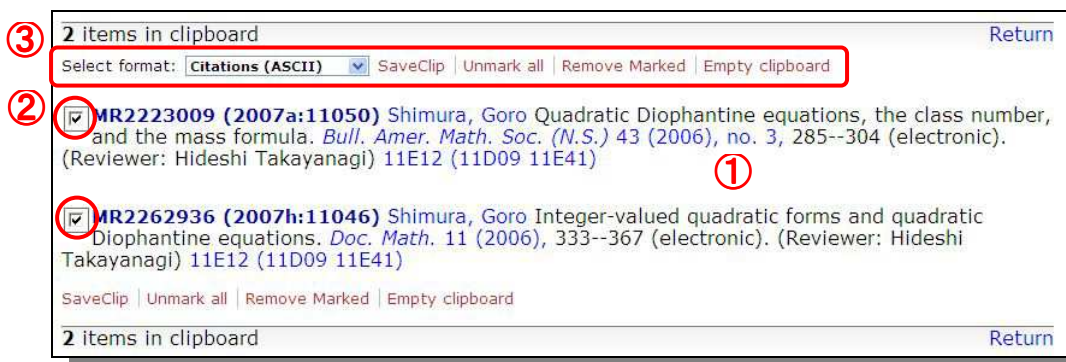 ③ 2 items in clipboard Return
Select format: Citations (ASCII) SaveClip | Unmark all | Remove Marked | Empty clipboard
② MR2223009 (2007a:11050) Shimura, Goro Quadratic Diophantine equations, the class number,
and the mass formula. Bull. Amer. Math. Soc. (N.S.) 43 (2006), no. 3, 285--304 (electronic).
(Reviewer: Hideshi Takayanagi) 11E12 (11D09 11E41)
①
MR2262936 (2007h:11046) Shimura, Goro Integer-valued quadratic forms and quadratic
Diophantine equations. Doc. Math. 11 (2006), 333--367 (electronic). (Reviewer: Hideshi
Takayanagi) 11E12 (11D09 11E41)
SaveClip | Unmark all | Remove Marked | Empty clipboard
2 items in clipboard Return